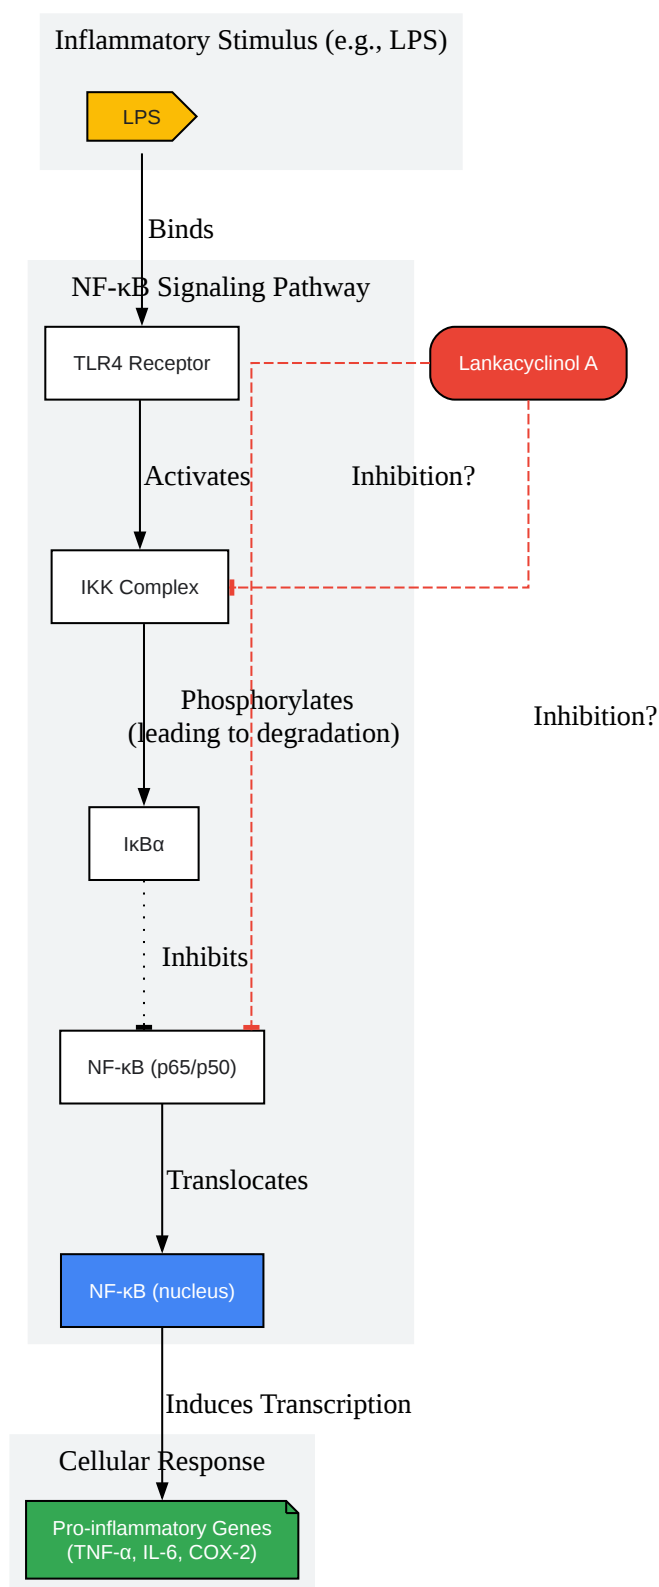 Inflammatory Stimulus (e.g., LPS)
LPS
Binds
NF-κB Signaling Pathway
TLR4 Receptor
Lankacyclinol A
Activates
Inhibition?
IKK Complex
Phosphorylates
(leading to degradation)
Inhibition?
IκBα
Inhibits
NF-κB (p65/p50)
Translocates
NF-κB (nucleus)
Induces Transcription
Cellular Response
Pro-inflammatory Genes
(TNF-α, IL-6, COX-2)